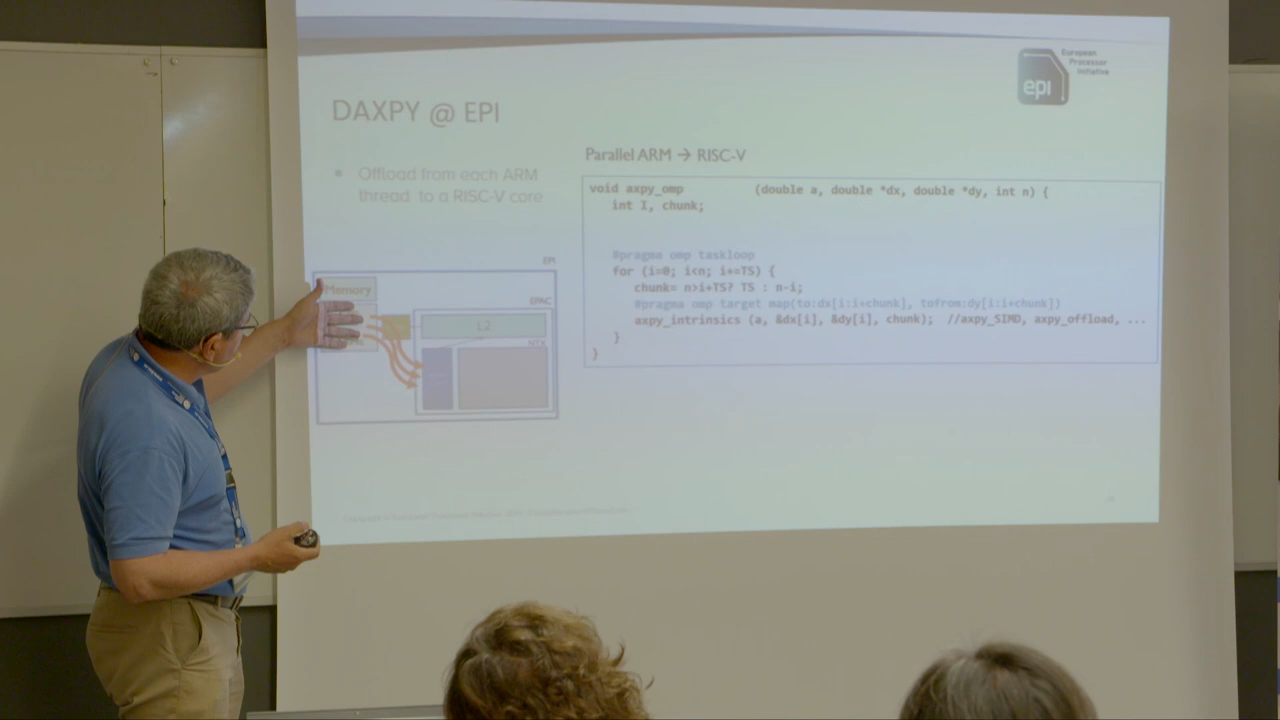 European
Processor
Initiative
epi
DAXPY @ EPI
Offload from each ARM
thread to a RISC-V core
Parallel ARM → RISC-V
void axpy_omp (double a, double *dx, double *dy, int n) {
int I, chunk;
#pragma omp taskloop
for (i=0; i<n; i+=TS) {
chunk= n>i+TS? TS : n-i;
#pragma omp target map(to:dx[i:i+chunk], tofrom:dy[i:i+chunk])
axpy_intrinsics (a, &dx[i], &dy[i], chunk); //axpy_SIMD, axpy_offload, ...
}
}
EPI
Memory
EPAC
L2